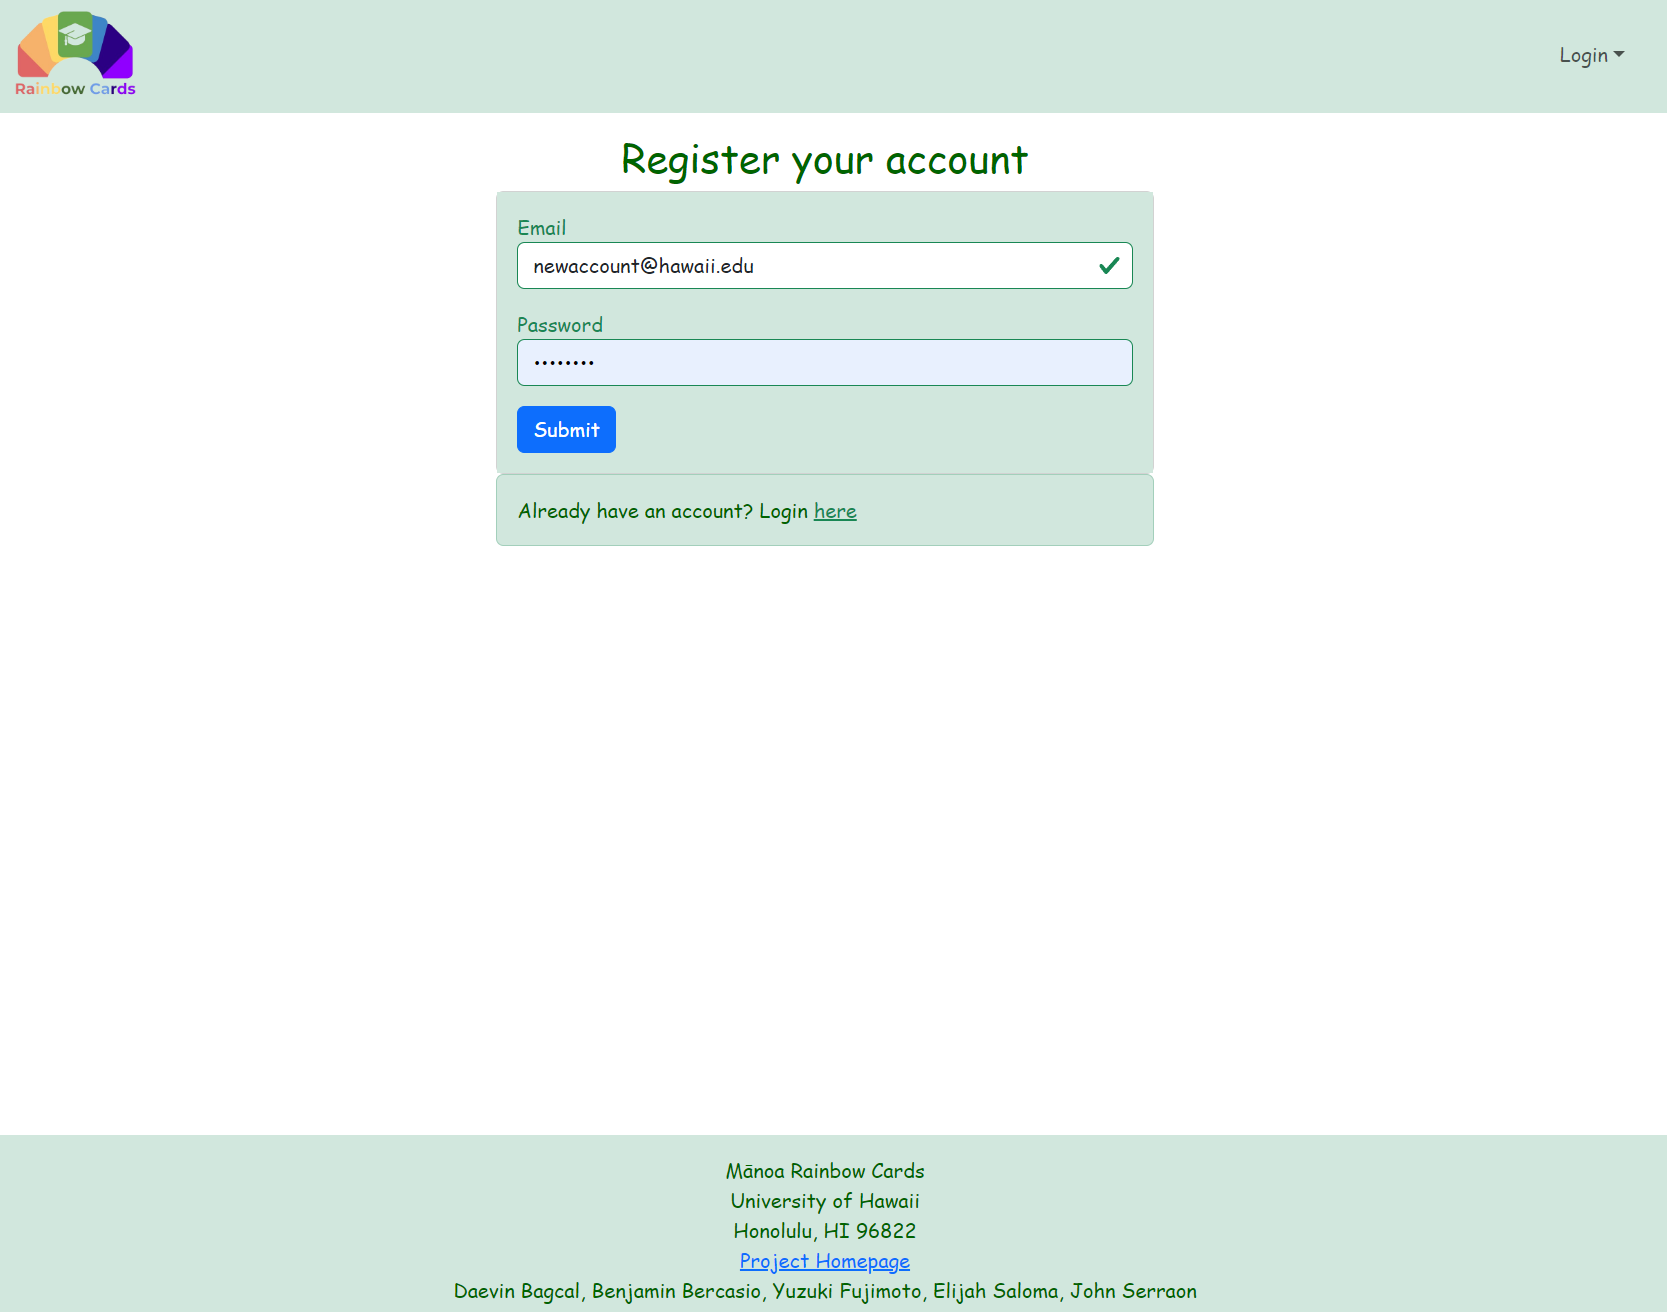 Rainbow Cards
Login
Register your account
Email
newaccount@hawaii.edu
Password
••••••••
Submit
Already have an account? Login here
Mānoa Rainbow Cards
University of Hawaii
Honolulu, HI 96822
Project Homepage
Daevin Bagcal, Benjamin Bercasio, Yuzuki Fujimoto, Elijah Saloma, John Serraon